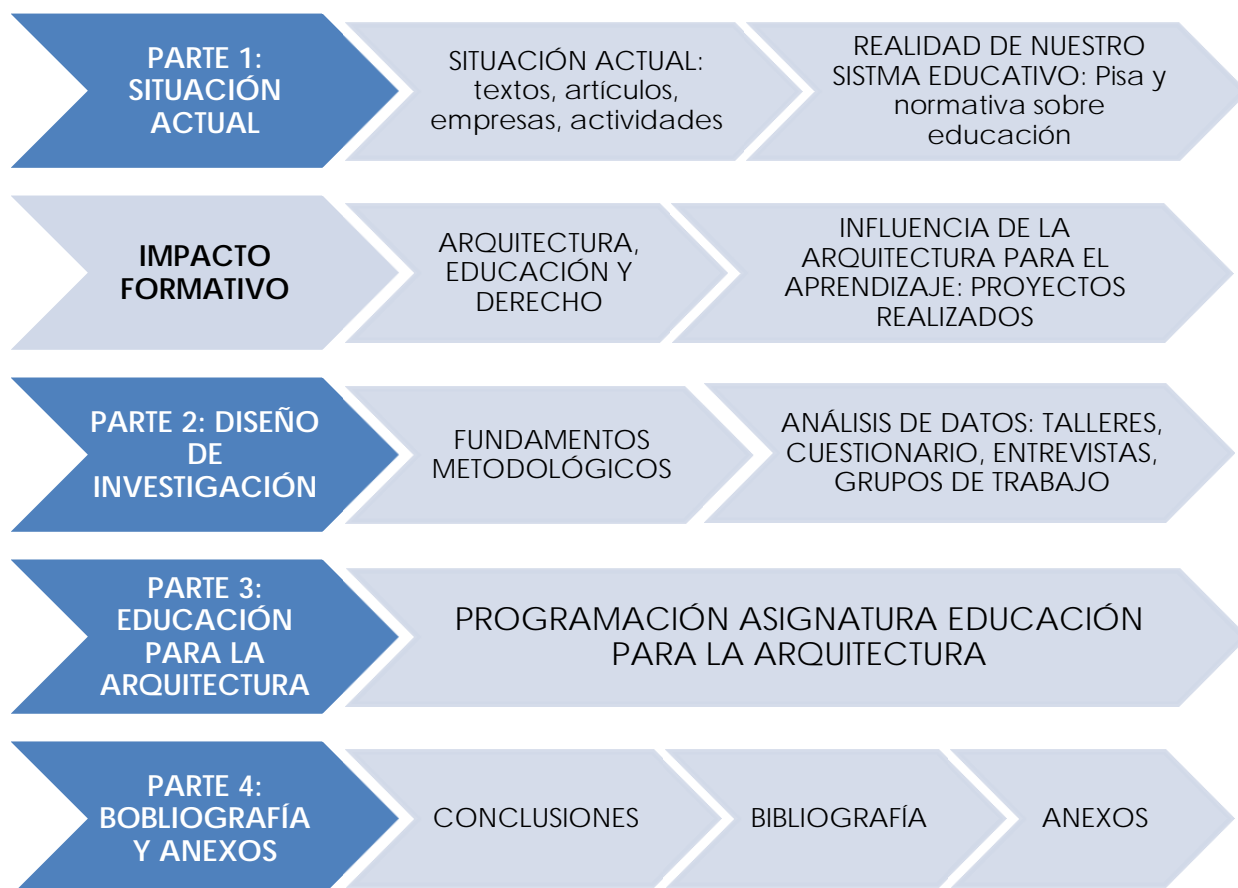 PARTE 1:
SITUACIÓN
ACTUAL
SITUACIÓN ACTUAL:
textos, artículos,
empresas, actividades
REALIDAD DE NUESTRO
SISTMA EDUCATIVO: Pisa y
normativa sobre
educación
IMPACTO
FORMATIVO
ARQUITECTURA,
EDUCACIÓN Y
DERECHO
INFLUENCIA DE LA
ARQUITECTURA PARA EL
APRENDIZAJE: PROYECTOS
REALIZADOS
PARTE 2: DISEÑO
DE
INVESTIGACIÓN
FUNDAMENTOS
METODOLÓGICOS
ANÁLISIS DE DATOS: TALLERES,
CUESTIONARIO, ENTREVISTAS,
GRUPOS DE TRABAJO
PARTE 3:
EDUCACIÓN
PARA LA
ARQUITECTURA
PROGRAMACIÓN ASIGNATURA EDUCACIÓN
PARA LA ARQUITECTURA
PARTE 4:
BOBLIOGRAFÍA
Y ANEXOS
CONCLUSIONES
BIBLIOGRAFÍA
ANEXOS